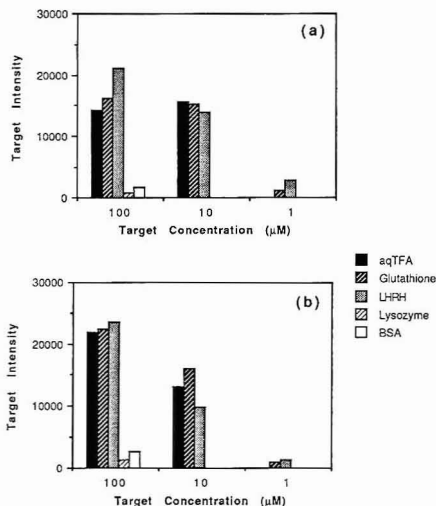 (a)
Target Intensity
30000
20000
10000
0
100 10 1
Target Concentration (µM)
aqTFA
Glutathione
LHRH
Lysozyme
BSA
(b)
Target Intensity
30000
20000
10000
0
100 10 1
Target Concentration (µM)